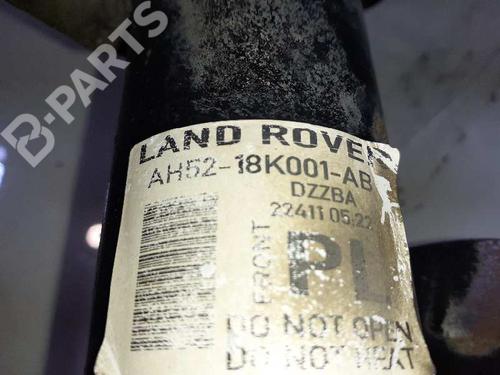 B-PARTS
LAND ROVER
AH52-18K001-AB
DZZBA
22411 05:22
FRONT
PL
DO NOT OPEN
DO NOT HEAT